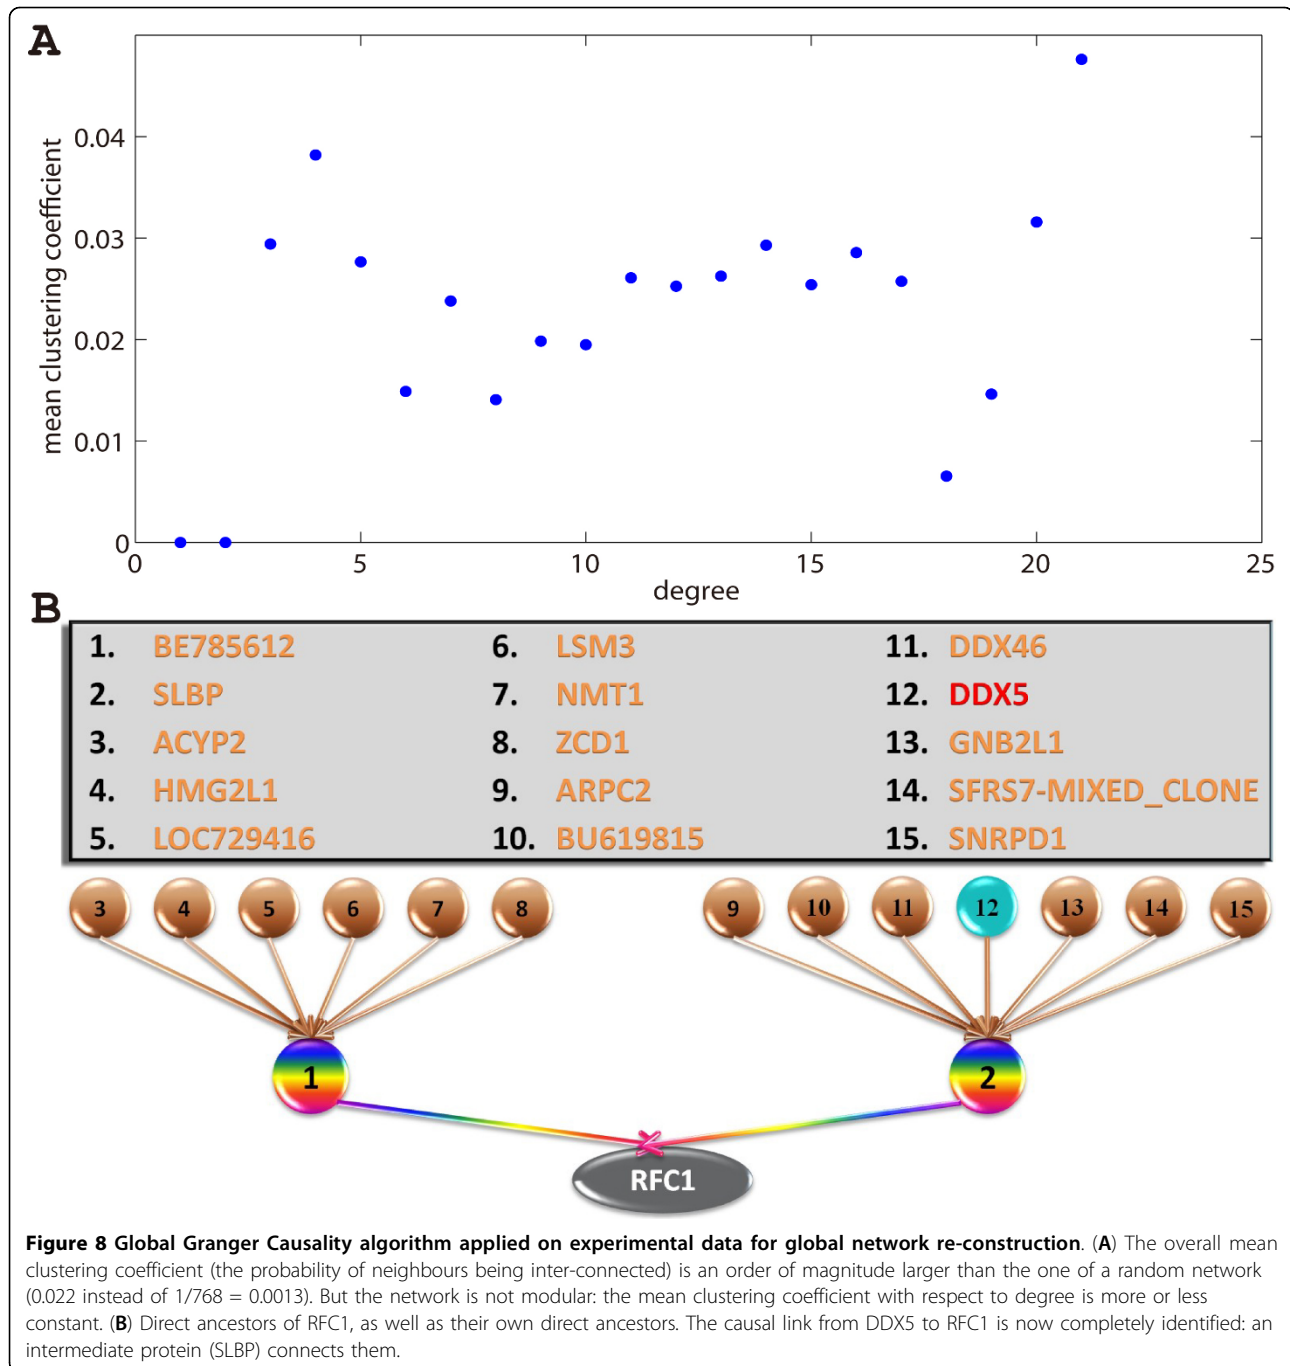 A
mean clustering coefficient
0.04
0.03
0.02
0.01
0
0 5 10 15 20 25
degree
B
1. BE785612 6. LSM3 11. DDX46
2. SLBP 7. NMT1 12. DDX5
3. ACYP2 8. ZCD1 13. GNB2L1
4. HMG2L1 9. ARPC2 14. SFRS7-MIXED_CLONE
5. LOC729416 10. BU619815 15. SNRPD1
3 4 5 6 7 8 9 10 11 12 13 14 15
1 2
RFC1
Figure 8 Global Granger Causality algorithm applied on experimental data for global network re-construction. (A) The overall mean
clustering coefficient (the probability of neighbours being inter-connected) is an order of magnitude larger than the one of a random network
(0.022 instead of 1/768 = 0.0013). But the network is not modular: the mean clustering coefficient with respect to degree is more or less
constant. (B) Direct ancestors of RFC1, as well as their own direct ancestors. The causal link from DDX5 to RFC1 is now completely identified: an
intermediate protein (SLBP) connects them.